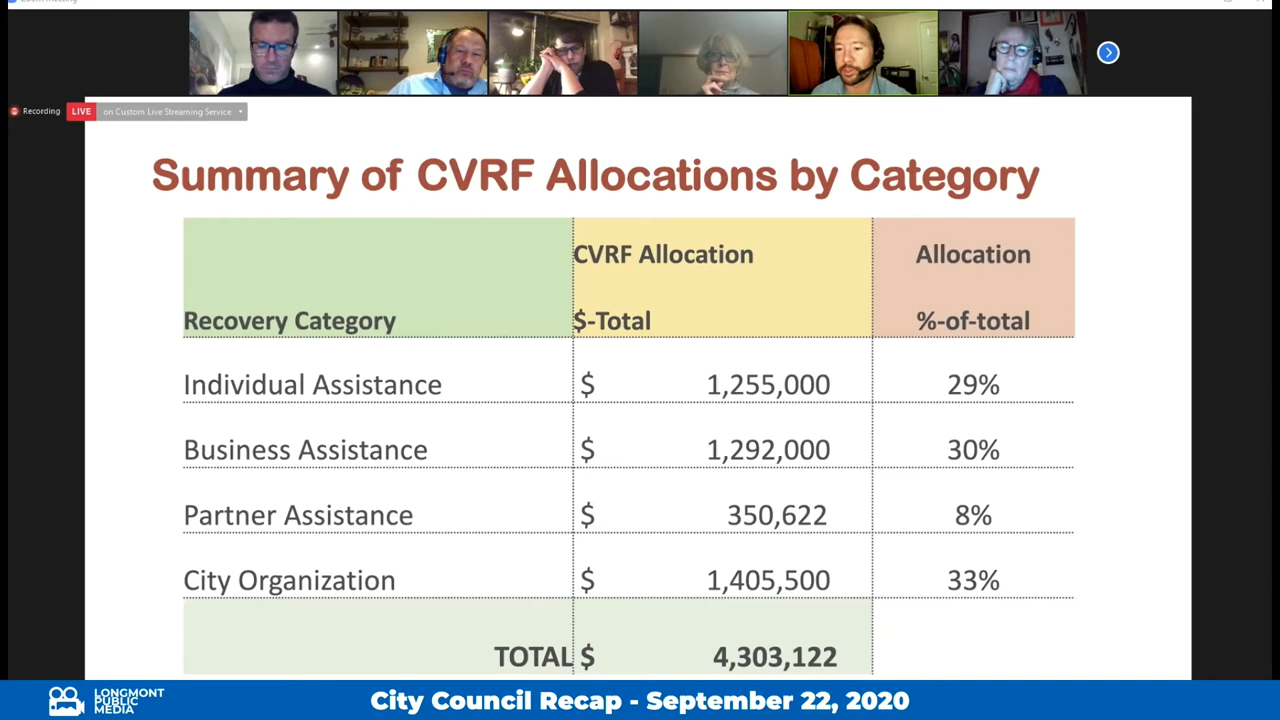 Zoom Meeting
Recording
LIVE
on Custom Live Streaming Service
Summary of CVRF Allocations by Category
CVRF Allocation Allocation
Recovery Category $-Total %-of-total
Individual Assistance $ 1,255,000 29%
Business Assistance $ 1,292,000 30%
Partner Assistance $ 350,622 8%
City Organization $ 1,405,500 33%
TOTAL $ 4,303,122
LONGMONT
PUBLIC
MEDIA
City Council Recap - September 22, 2020